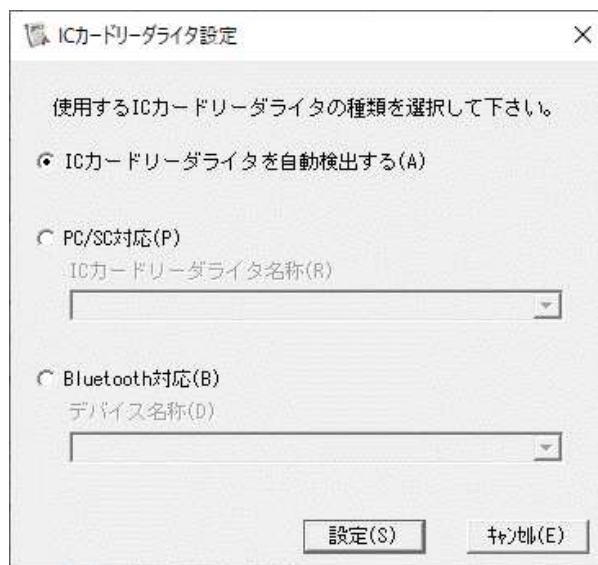 ICカードリーダライタ設定
使用するICカードリーダライタの種類を選択して下さい。
ICカードリーダライタを自動検出する(A)
PC/SC対応(P)
ICカードリーダライタ名称(R)
Bluetooth対応(B)
デバイス名称(D)
設定(S) ｷｬﾝｾﾙ(E)